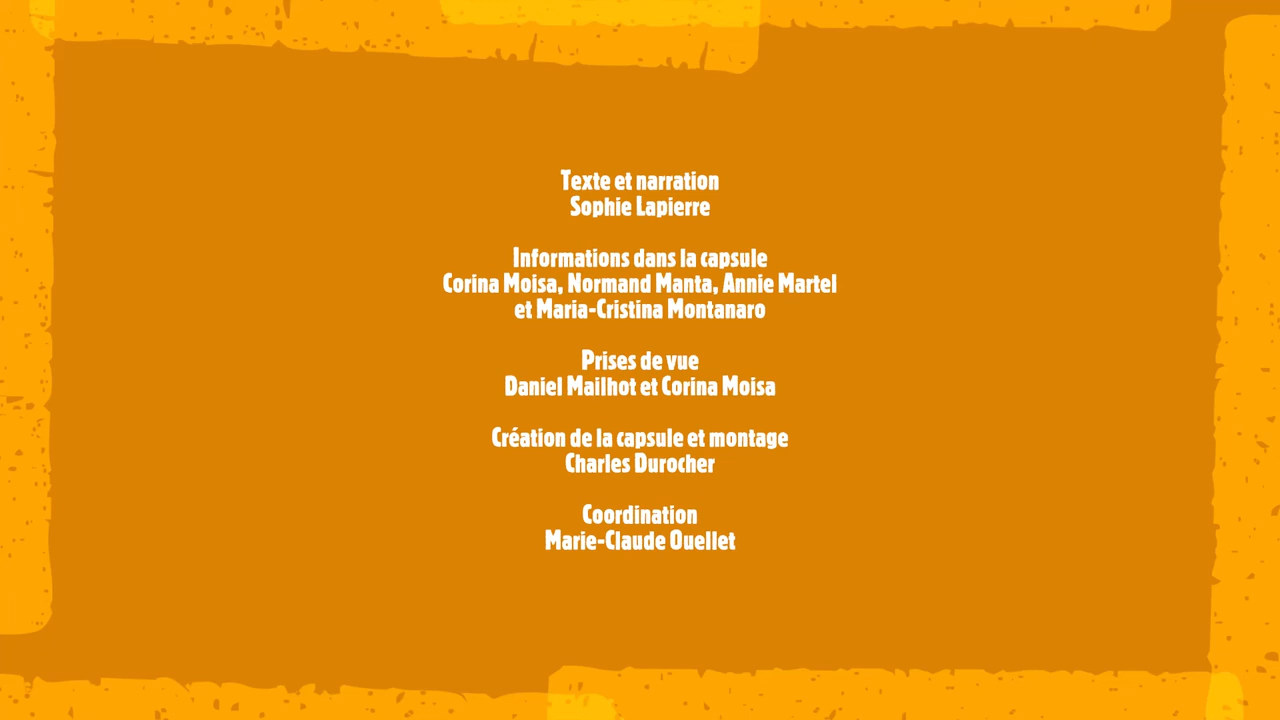 Texte et narration
Sophie Lapierre
Informations dans la capsule
Corina Moisa, Normand Manta, Annie Martel
et Maria-Cristina Montanaro
Prises de vue
Daniel Mailhot et Corina Moisa
Création de la capsule et montage
Charles Durocher
Coordination
Marie-Claude Ouellet